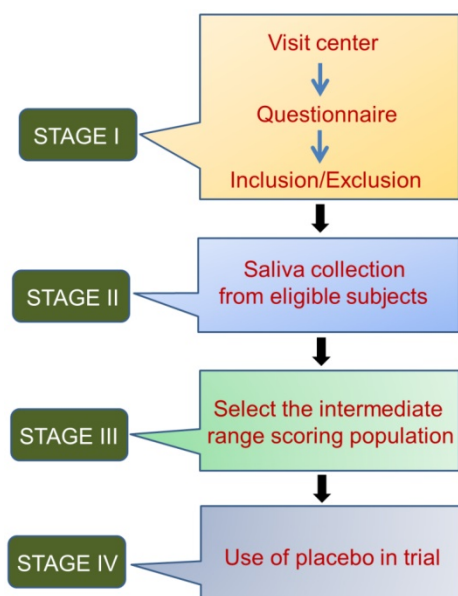 STAGE I
Visit center
Questionnaire
Inclusion/Exclusion
STAGE II
Saliva collection
from eligible subjects
STAGE III
Select the intermediate
range scoring population
STAGE IV
Use of placebo in trial